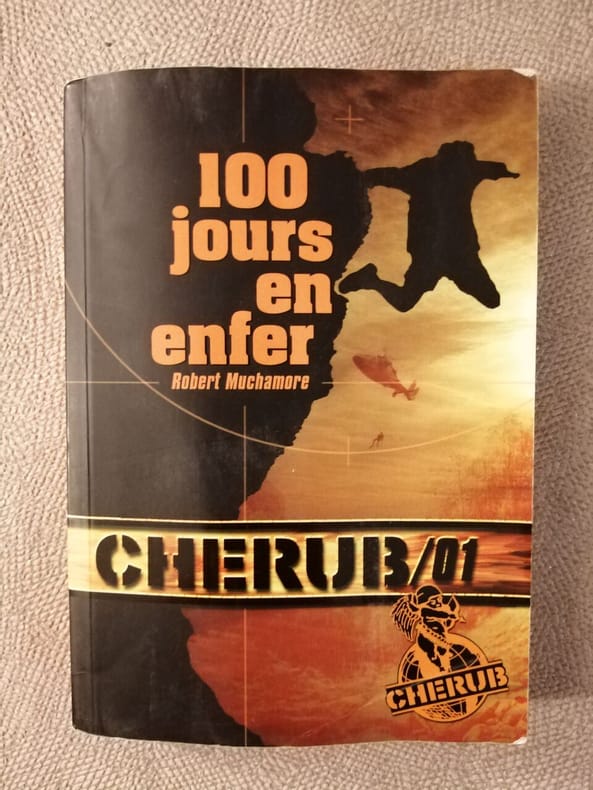 100
jours
en
enfer
Robert Muchamore
CHERUB/01
CHERUB